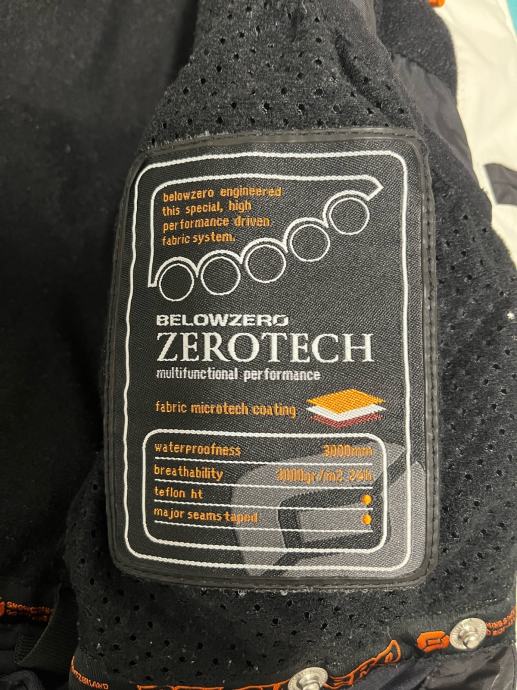 belowzero engineered
this special, high
performance driven
fabric system.
BELOWZERO
ZEROTECH
multifunctional performance
fabric microtech coating
waterproofness 3000mm
breathability 3000gr/m2 24h
teflon ht
major seams taped